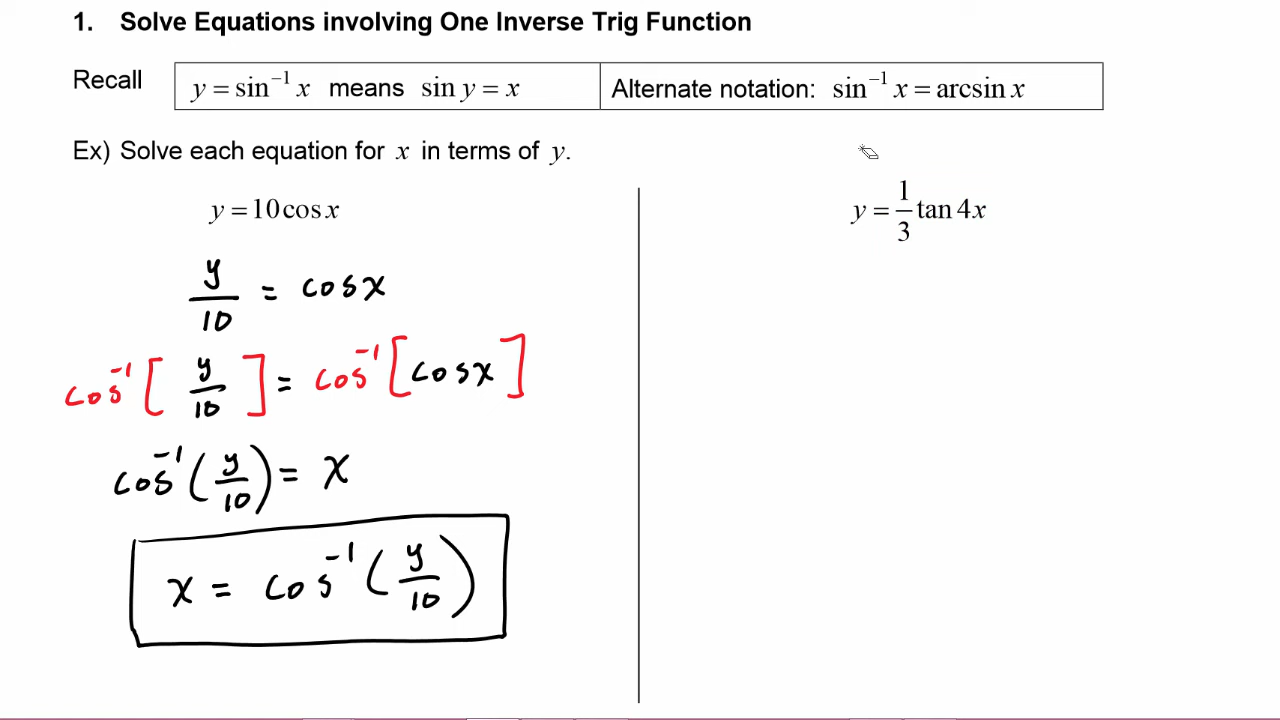 1. Solve Equations involving One Inverse Trig Function
Recall y = sin⁻¹ x means sin y = x Alternate notation: sin⁻¹ x = arcsin x
Ex) Solve each equation for x in terms of y.
y = 10 cos x
y/10 = cos x
cos⁻¹[y/10] = cos⁻¹[cos x]
cos⁻¹(y/10) = x
x = cos⁻¹(y/10)
y = 1/3 tan 4x